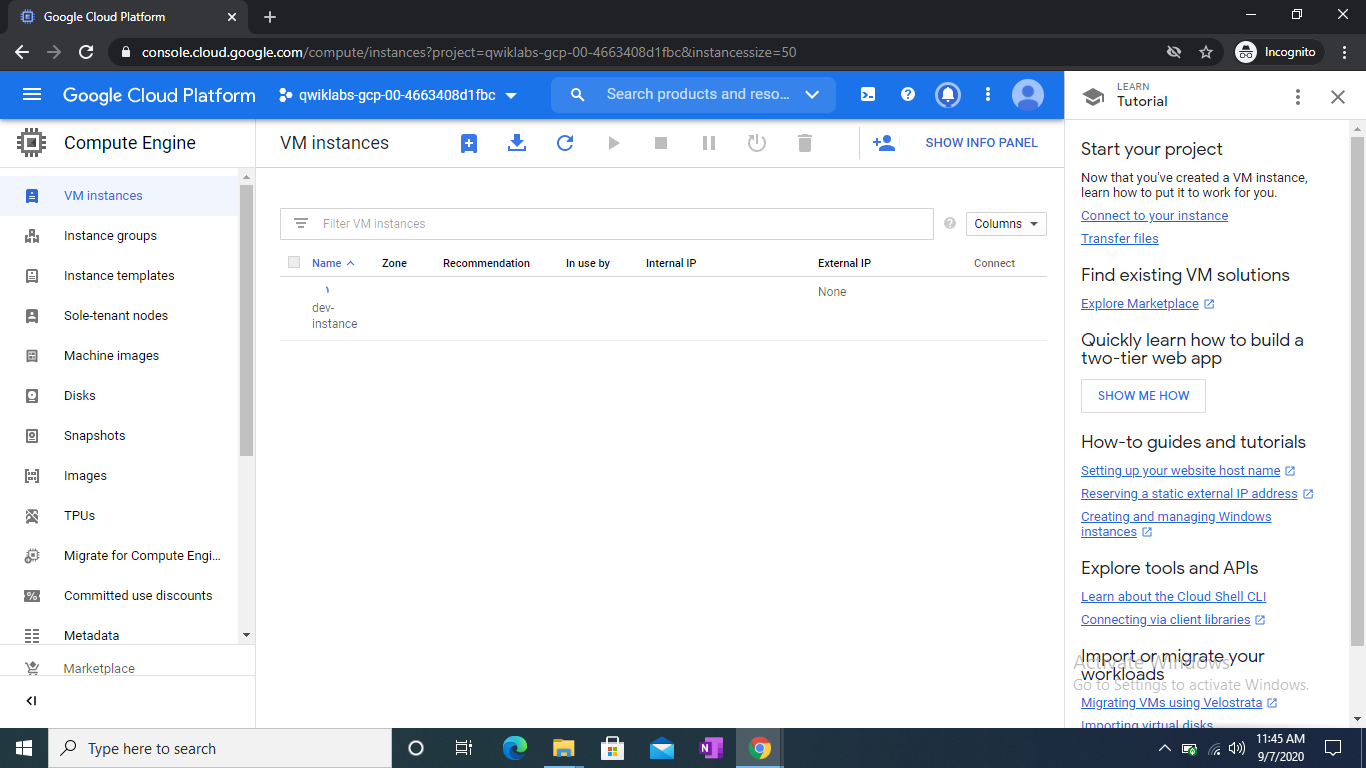 Google Cloud Platform
console.cloud.google.com/compute/instances?project=qwiklabs-gcp-00-4663408d1fbc&instancessize=50
Incognito
Google Cloud Platform
qwiklabs-gcp-00-4663408d1fbc
Search products and reso...
LEARN
Tutorial
Compute Engine
VM instances
SHOW INFO PANEL
VM instances
Instance groups
Instance templates
Sole-tenant nodes
Machine images
Disks
Snapshots
Images
TPUs
Migrate for Compute Engi...
Committed use discounts
Metadata
Marketplace
Filter VM instances
Columns
Name Zone Recommendation In use by Internal IP External IP Connect
dev-
instance
None
Start your project
Now that you've created a VM instance,
learn how to put it to work for you.
Connect to your instance
Transfer files
Find existing VM solutions
Explore Marketplace
Quickly learn how to build a
two-tier web app
SHOW ME HOW
How-to guides and tutorials
Setting up your website host name
Reserving a static external IP address
Creating and managing Windows
instances
Explore tools and APIs
Learn about the Cloud Shell CLI
Connecting via client libraries
Import or migrate your
workloads
Migrating VMs using Velostrata
Importing virtual disks
Activate Windows
Go to Settings to activate Windows.
Type here to search
11:45 AM
9/7/2020